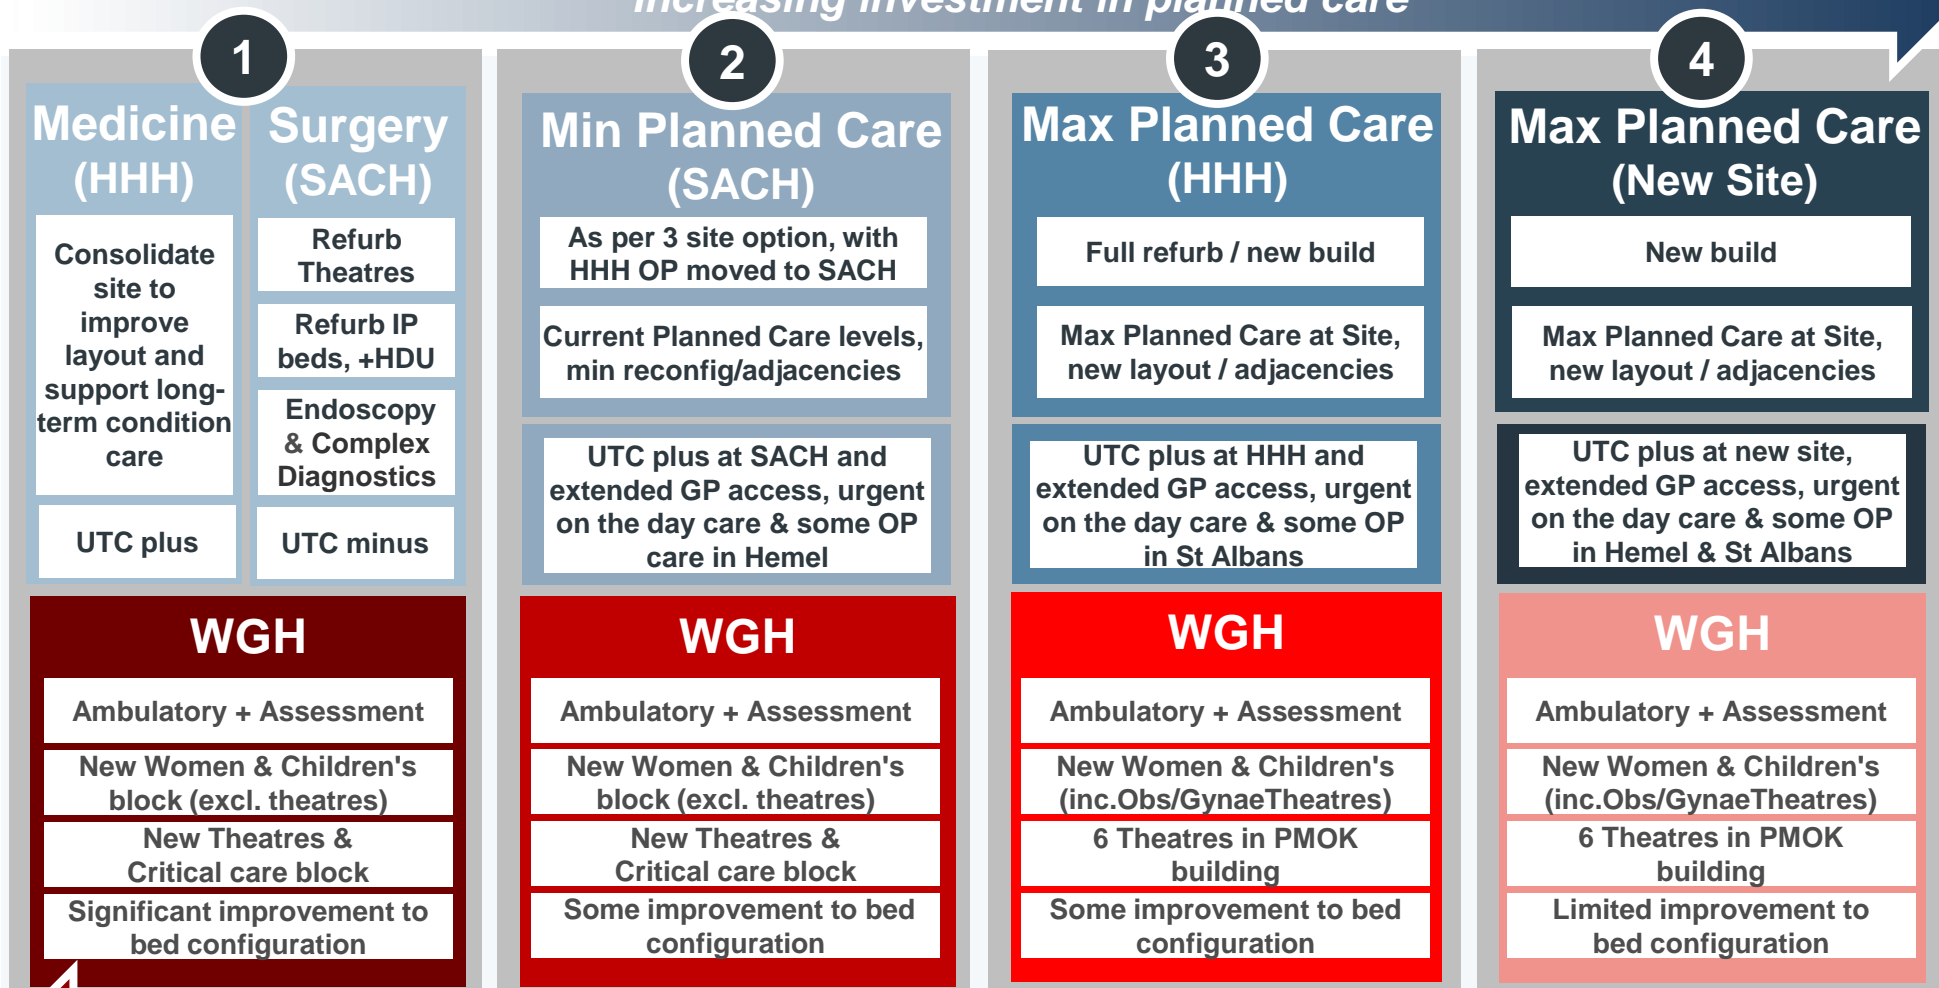 Increasing investment in planned care
1
Medicine
(HHH)
Consolidate
site to
improve
layout and
support long-
term condition
care
UTC plus
Surgery
(SACH)
Refurb
Theatres
Refurb IP
beds, +HDU
Endoscopy
& Complex
Diagnostics
UTC minus
WGH
Ambulatory + Assessment
New Women & Children's
block (excl. theatres)
New Theatres &
Critical care block
Significant improvement to
bed configuration
2
Min Planned Care
(SACH)
As per 3 site option, with
HHH OP moved to SACH
Current Planned Care levels,
min reconfig/adjacencies
UTC plus at SACH and
extended GP access, urgent
on the day care & some OP
care in Hemel
WGH
Ambulatory + Assessment
New Women & Children's
block (excl. theatres)
New Theatres &
Critical care block
Some improvement to bed
configuration
3
Max Planned Care
(HHH)
Full refurb / new build
Max Planned Care at Site,
new layout / adjacencies
UTC plus at HHH and
extended GP access, urgent
on the day care & some OP
in St Albans
WGH
Ambulatory + Assessment
New Women & Children's
(inc.Obs/GynaeTheatres)
6 Theatres in PMOK
building
Some improvement to bed
configuration
4
Max Planned Care
(New Site)
New build
Max Planned Care at Site,
new layout / adjacencies
UTC plus at new site,
extended GP access, urgent
on the day care & some OP
in Hemel & St Albans
WGH
Ambulatory + Assessment
New Women & Children's
(inc.Obs/GynaeTheatres)
6 Theatres in PMOK
building
Limited improvement to
bed configuration